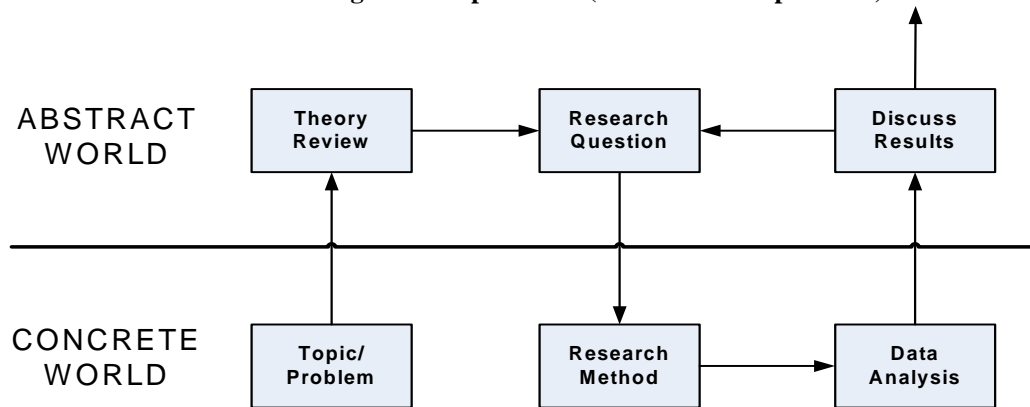 ABSTRACT
WORLD
Theory
Review
Research
Question
Discuss
Results
CONCRETE
WORLD
Topic/
Problem
Research
Method
Data
Analysis